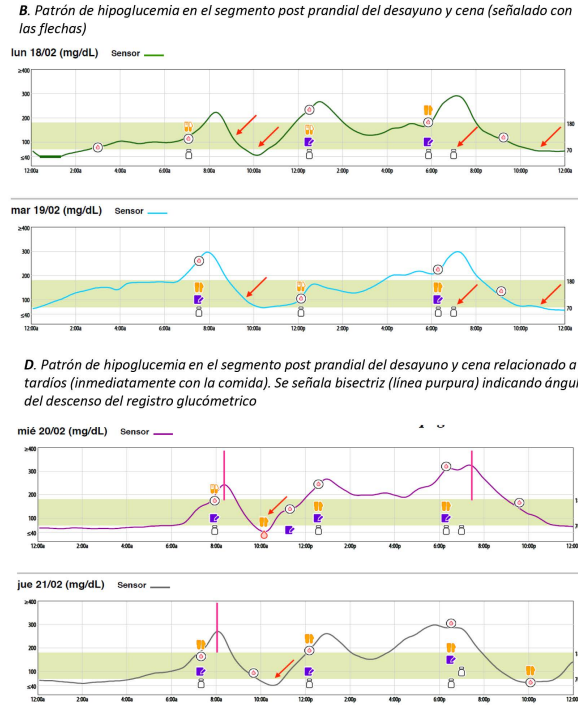 B. Patrón de hipoglucemia en el segmento post prandial del desayuno y cena (señalado con
las flechas)
lun 18/02 (mg/dL) Sensor
≥400
300
200
100
≤40
180
70
12:00a 2:00a 4:00a 6:00a 8:00a 10:00a 12:00p 2:00p 4:00p 6:00p 8:00p 10:00p 12:00a
mar 19/02 (mg/dL) Sensor
≥400
300
200
100
≤40
180
70
12:00a 2:00a 4:00a 6:00a 8:00a 10:00a 12:00p 2:00p 4:00p 6:00p 8:00p 10:00p 12:00a
D. Patrón de hipoglucemia en el segmento post prandial del desayuno y cena relacionado a
tardíos (inmediatamente con la comida). Se señala bisectriz (línea purpura) indicando ángu
del descenso del registro glucómetrico
mié 20/02 (mg/dL) Sensor
≥400
300
200
100
≤40
12:00a 2:00a 4:00a 6:00a 8:00a 10:00a 12:00p 2:00p 4:00p 6:00p 8:00p 10:00p 12:00
jue 21/02 (mg/dL) Sensor
≥400
300
200
100
≤40
12:00a 2:00a 4:00a 6:00a 8:00a 10:00a 12:00p 2:00p 4:00p 6:00p 8:00p 10:00p 12:00